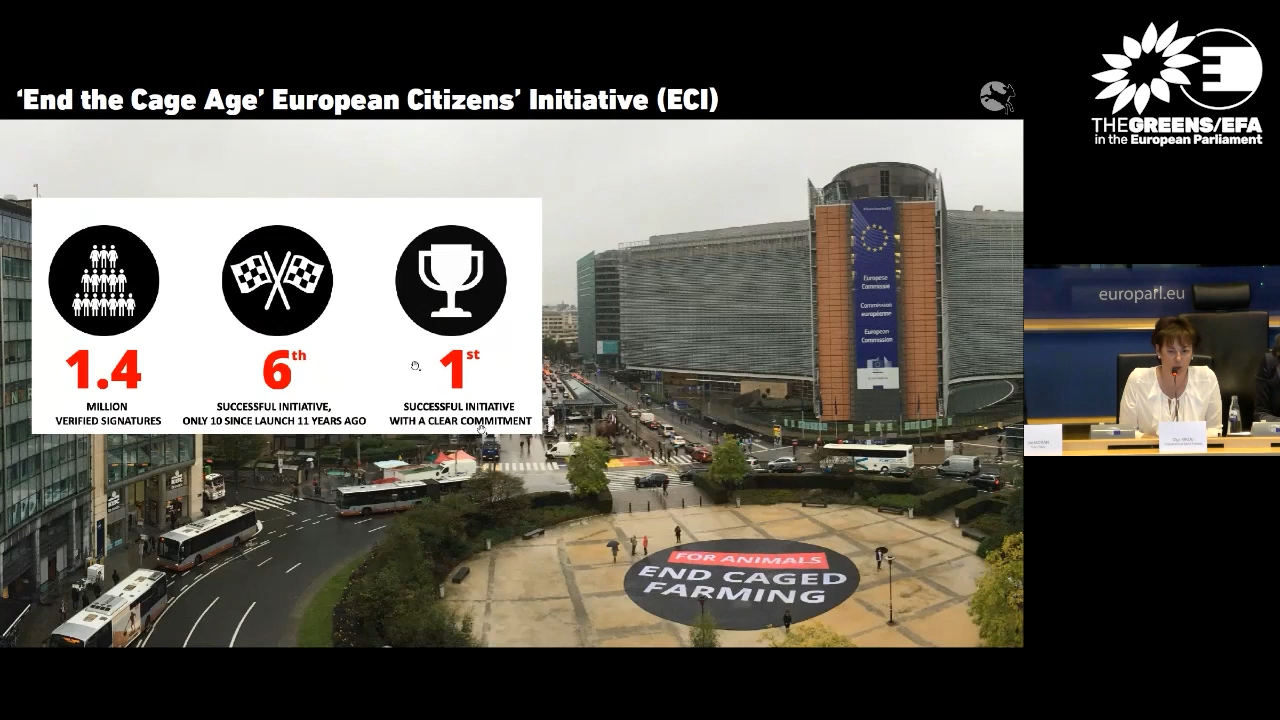 ‘End the Cage Age’ European Citizens’ Initiative (ECI)
THE GREENS/EFA
in the European Parliament
1.4
MILLION
VERIFIED SIGNATURES
6th
SUCCESSFUL INITIATIVE,
ONLY 10 SINCE LAUNCH 11 YEARS AGO
1st
SUCCESSFUL INITIATIVE
WITH A CLEAR COMMITMENT
Europese
Commissie
Commission
européenne
European
Commission
europarl.eu
FOR ANIMALS
END CAGED
FARMING